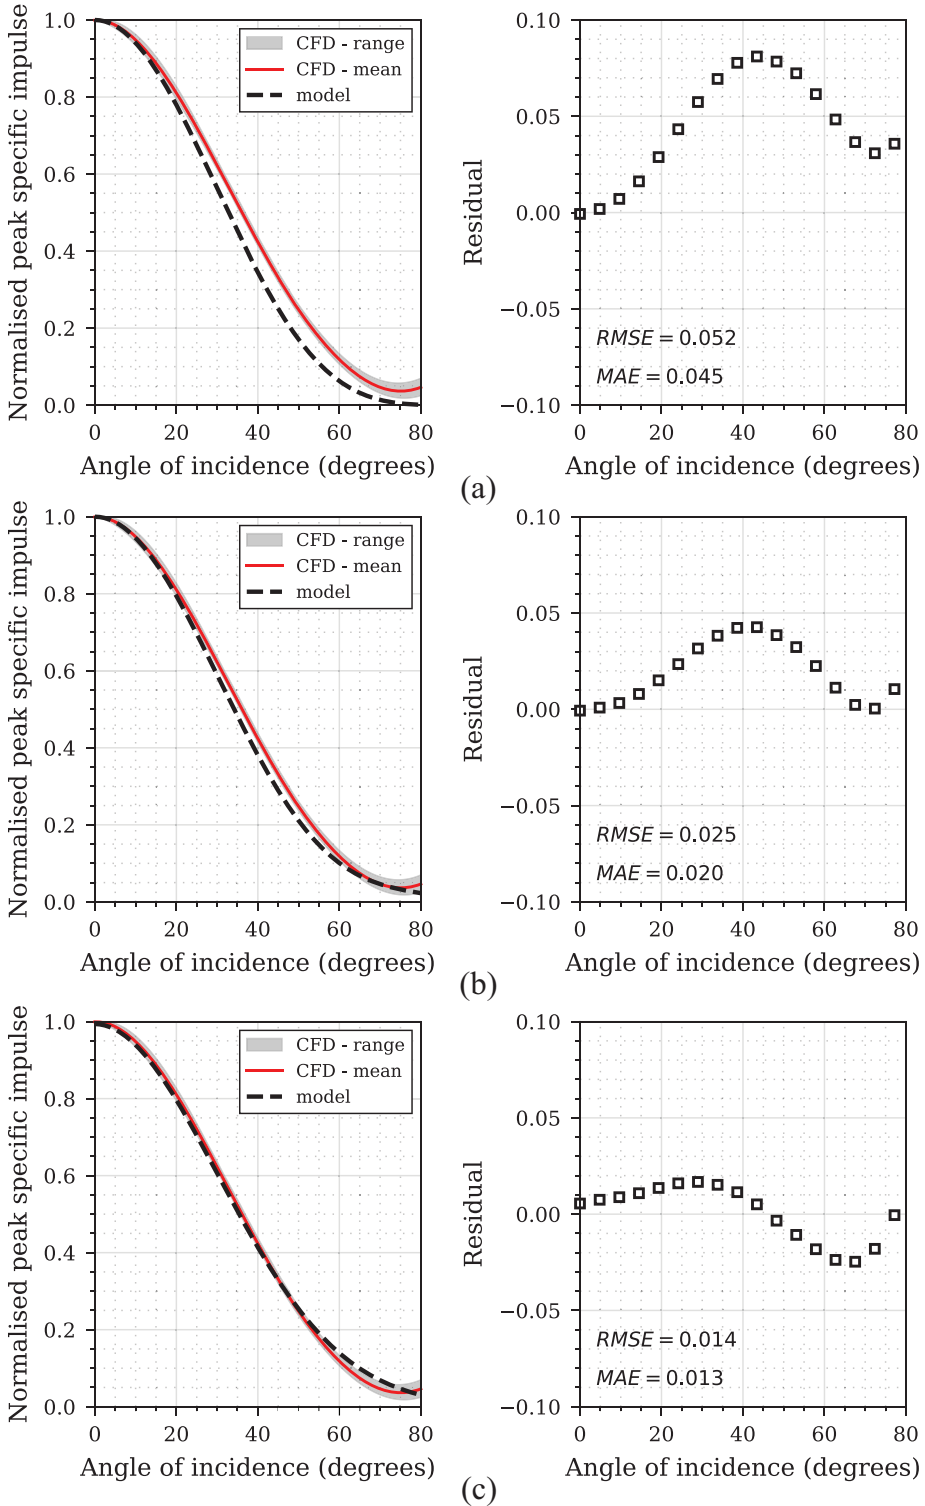 Normalised peak specific impulse
1.0
0.8
0.6
0.4
0.2
0.0
CFD - range
CFD - mean
model
0 20 40 60 80
Angle of incidence (degrees)
Residual
0.10
0.05
0.00
−0.05
−0.10
RMSE = 0.052
MAE = 0.045
0 20 40 60 80
Angle of incidence (degrees)
(a)
Normalised peak specific impulse
1.0
0.8
0.6
0.4
0.2
0.0
CFD - range
CFD - mean
model
0 20 40 60 80
Angle of incidence (degrees)
Residual
0.10
0.05
0.00
−0.05
−0.10
RMSE = 0.025
MAE = 0.020
0 20 40 60 80
Angle of incidence (degrees)
(b)
Normalised peak specific impulse
1.0
0.8
0.6
0.4
0.2
0.0
CFD - range
CFD - mean
model
0 20 40 60 80
Angle of incidence (degrees)
Residual
0.10
0.05
0.00
−0.05
−0.10
RMSE = 0.014
MAE = 0.013
0 20 40 60 80
Angle of incidence (degrees)
(c)